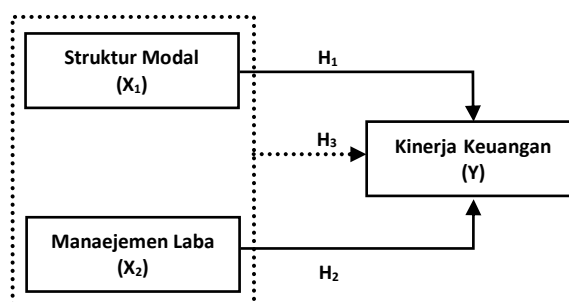 Struktur Modal
(X₁)
H₁
H₃
Kinerja Keuangan
(Y)
Manaejemen Laba
(X₂)
H₂